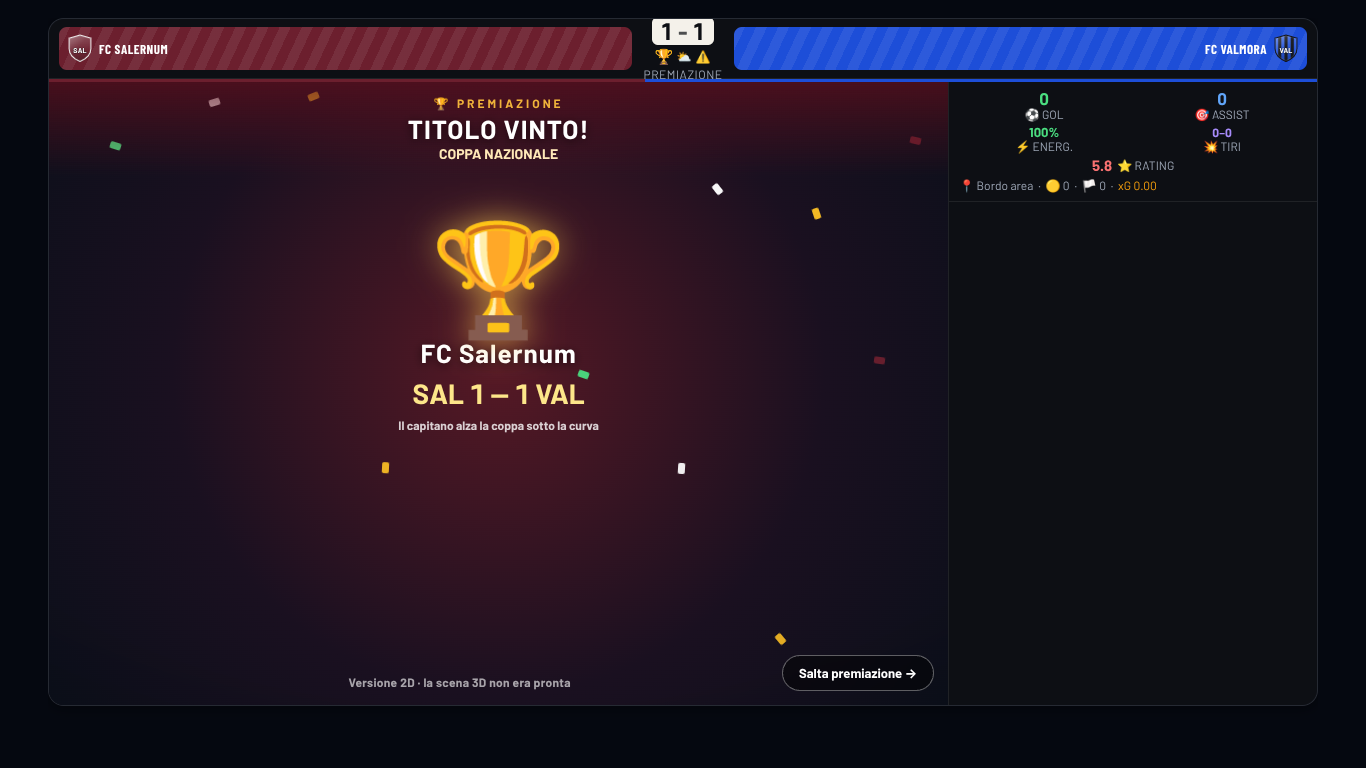 SAL
FC SALERNUM
1 - 1
PREMIAZIONE
FC VALMORA
VAL
PREMIAZIONE
TITOLO VINTO!
COPPA NAZIONALE
FC Salernum
SAL 1 – 1 VAL
Il capitano alza la coppa sotto la curva
Versione 2D · la scena 3D non era pronta
Salta premiazione →
0
GOL
0
ASSIST
100%
ENERG.
0–0
TIRI
5.8 RATING
Bordo area · 0 · 0 · xG 0.00